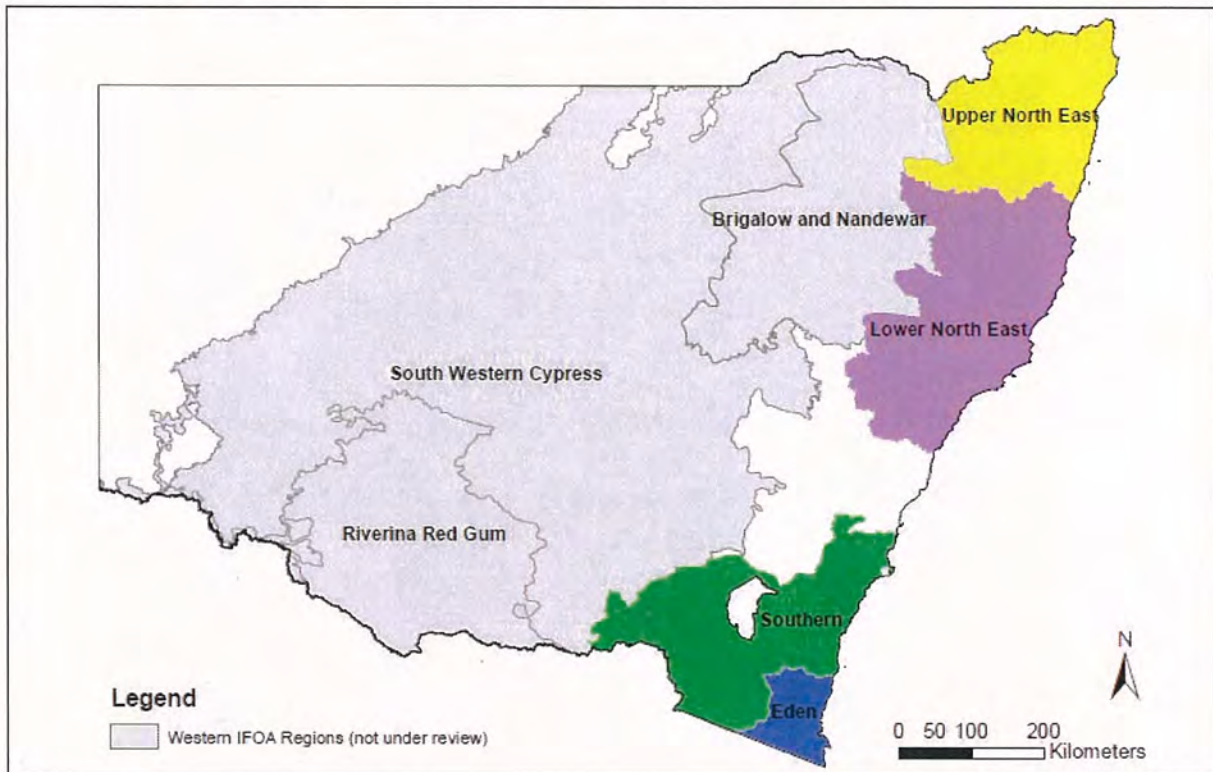 Upper North East
Brigalow and Nandewar
Lower North East
South Western Cypress
Riverina Red Gum
Southern
Eden
N
Legend
Western IFOA Regions (not under review)
0 50 100 200
Kilometers